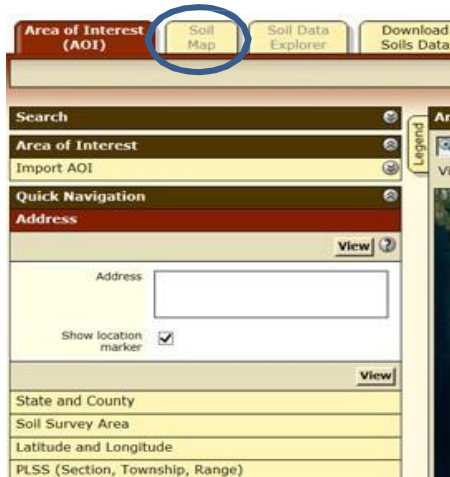 Area of Interest (AOI)
Soil Map
Soil Data Explorer
Download Soils Data
Search
Area of Interest
Import AOI
Quick Navigation
Address
View
Address
Show location marker
View
State and County
Soil Survey Area
Latitude and Longitude
PLSS (Section, Township, Range)
Legend
Ar